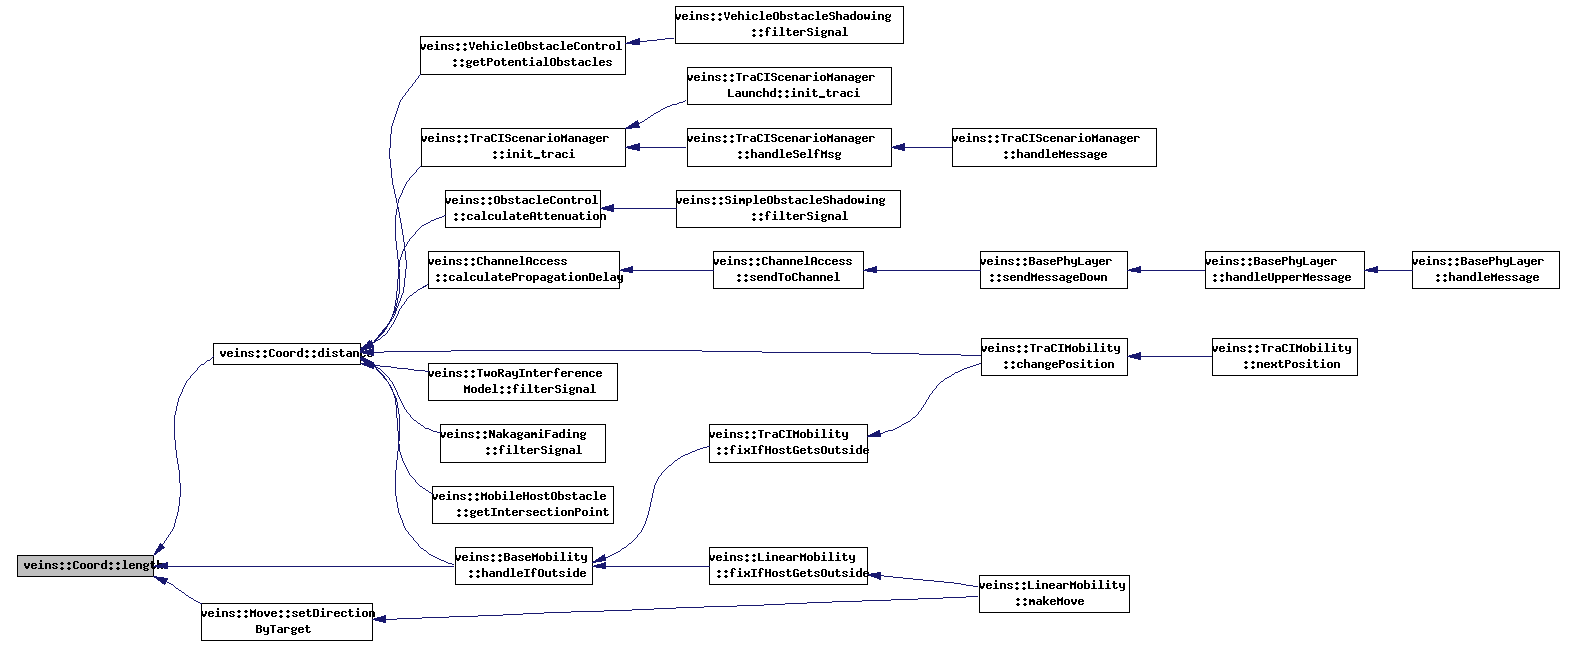 veins::VehicleObstacleShadowing
::filterSignal
veins::VehicleObstacleControl
::getPotentialObstacles
veins::TraCIScenarioManager
Launchd::init_traci
veins::TraCIScenarioManager
::init_traci
veins::TraCIScenarioManager
::handleSelfMsg
veins::TraCIScenarioManager
::handleMessage
veins::ObstacleControl
::calculateAttenuation
veins::SimpleObstacleShadowing
::filterSignal
veins::ChannelAccess
::calculatePropagationDelay
veins::ChannelAccess
::sendToChannel
veins::BasePhyLayer
::sendMessageDown
veins::BasePhyLayer
::handleUpperMessage
veins::BasePhyLayer
::handleMessage
veins::Coord::distance
veins::TraCIMobility
::changePosition
veins::TraCIMobility
::nextPosition
veins::TwoRayInterference
Model::filterSignal
veins::NakagamiFading
::filterSignal
veins::TraCIMobility
::fixIfHostGetsOutside
veins::MobileHostObstacle
::getIntersectionPoint
veins::Coord::length
veins::BaseMobility
::handleIfOutside
veins::LinearMobility
::fixIfHostGetsOutside
veins::LinearMobility
::makeMove
veins::Move::setDirection
ByTarget